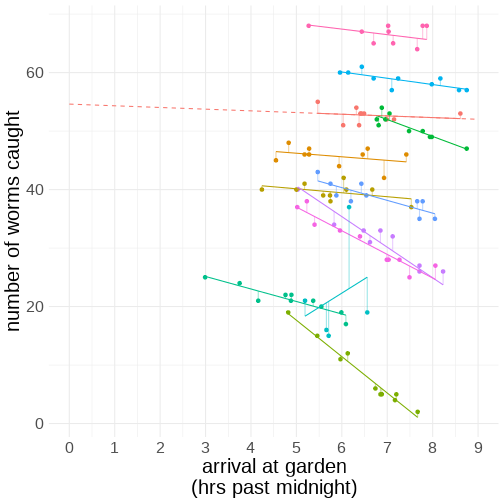 number of worms caught
60
40
20
0
0 1 2 3 4 5 6 7 8 9
arrival at garden
(hrs past midnight)